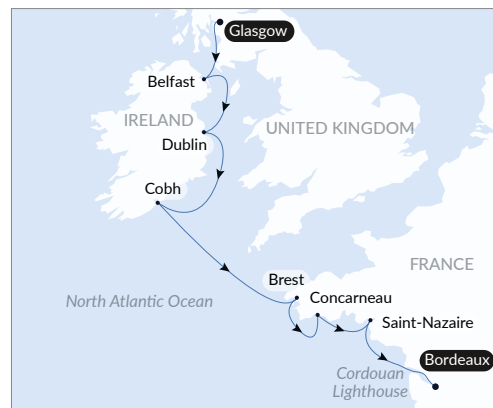 Glasgow
Belfast
IRELAND
UNITED KINGDOM
Dublin
Cobh
FRANCE
Brest
North Atlantic Ocean
Concarneau
Saint-Nazaire
Bordeaux
Cordouan
Lighthouse